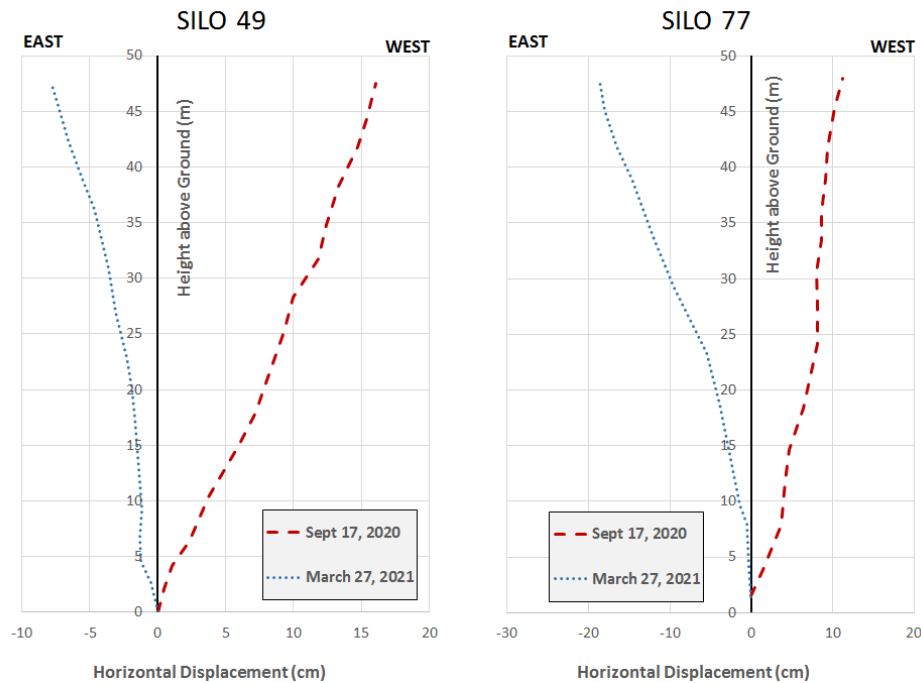 SILO 49
EAST
WEST
50
45
40
35
30
25
20
15
10
5
0
Height above Ground (m)
Sept 17, 2020
March 27, 2021
-10 -5 0 5 10 15 20
Horizontal Displacement (cm)
SILO 77
EAST
WEST
50
45
40
35
30
25
20
15
10
5
0
Height above Ground (m)
Sept 17, 2020
March 27, 2021
-30 -20 -10 0 10 20
Horizontal Displacement (cm)